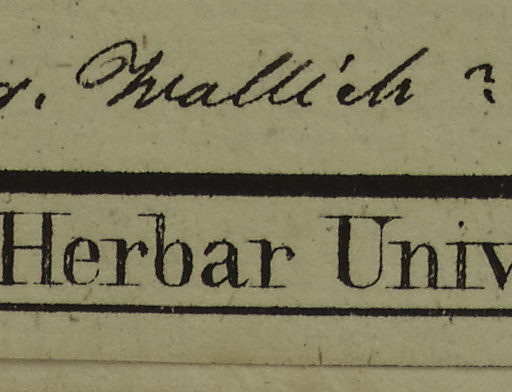 Wallich ?
Herbar Univ